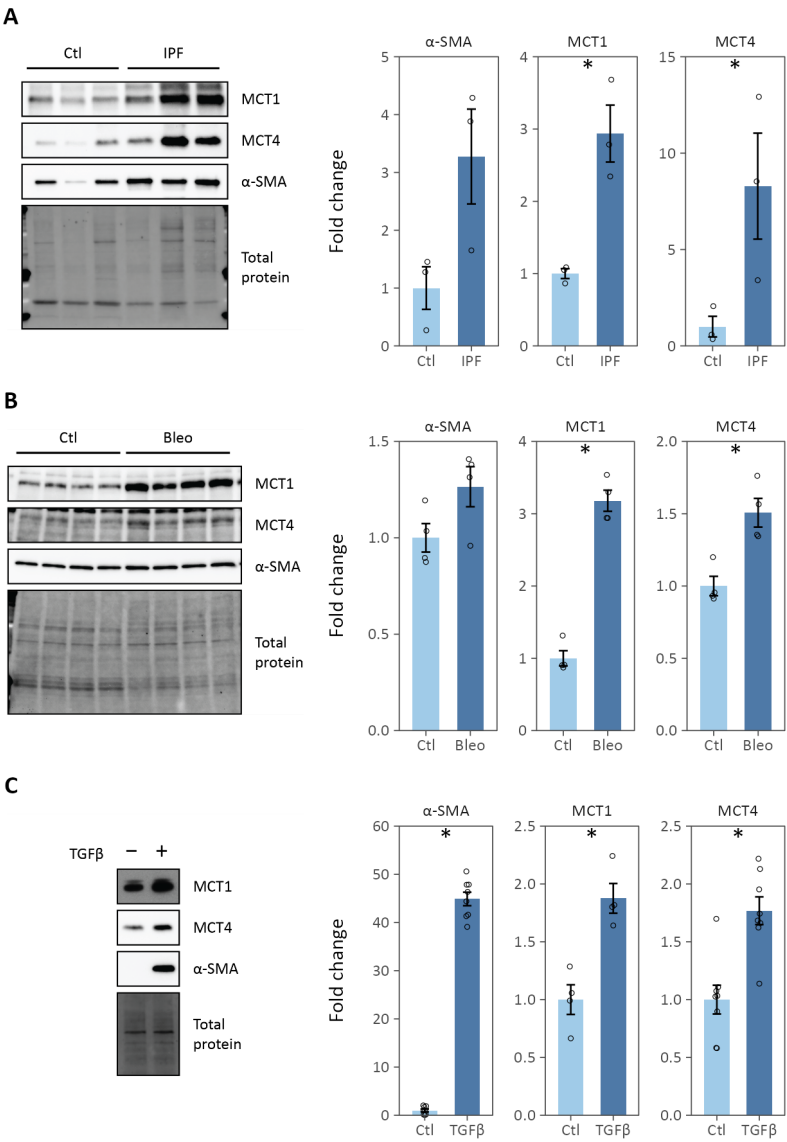 A
Ctl IPF
MCT1
MCT4
α-SMA
Total
protein
Fold change
α-SMA
5
4
3
2
1
0
Ctl IPF
MCT1
*
4
3
2
1
0
Ctl IPF
MCT4
*
15
10
5
0
Ctl IPF
B
Ctl Bleo
MCT1
MCT4
α-SMA
Total
protein
Fold change
α-SMA
1.5
1.0
0.5
0.0
Ctl Bleo
MCT1
*
4
3
2
1
0
Ctl Bleo
MCT4
*
2.0
1.5
1.0
0.5
0.0
Ctl Bleo
C
TGFβ − +
MCT1
MCT4
α-SMA
Total
protein
Fold change
α-SMA
*
60
50
40
30
20
10
0
Ctl TGFβ
MCT1
*
2.5
2.0
1.5
1.0
0.5
0.0
Ctl TGFβ
MCT4
*
2.5
2.0
1.5
1.0
0.5
0.0
Ctl TGFβ